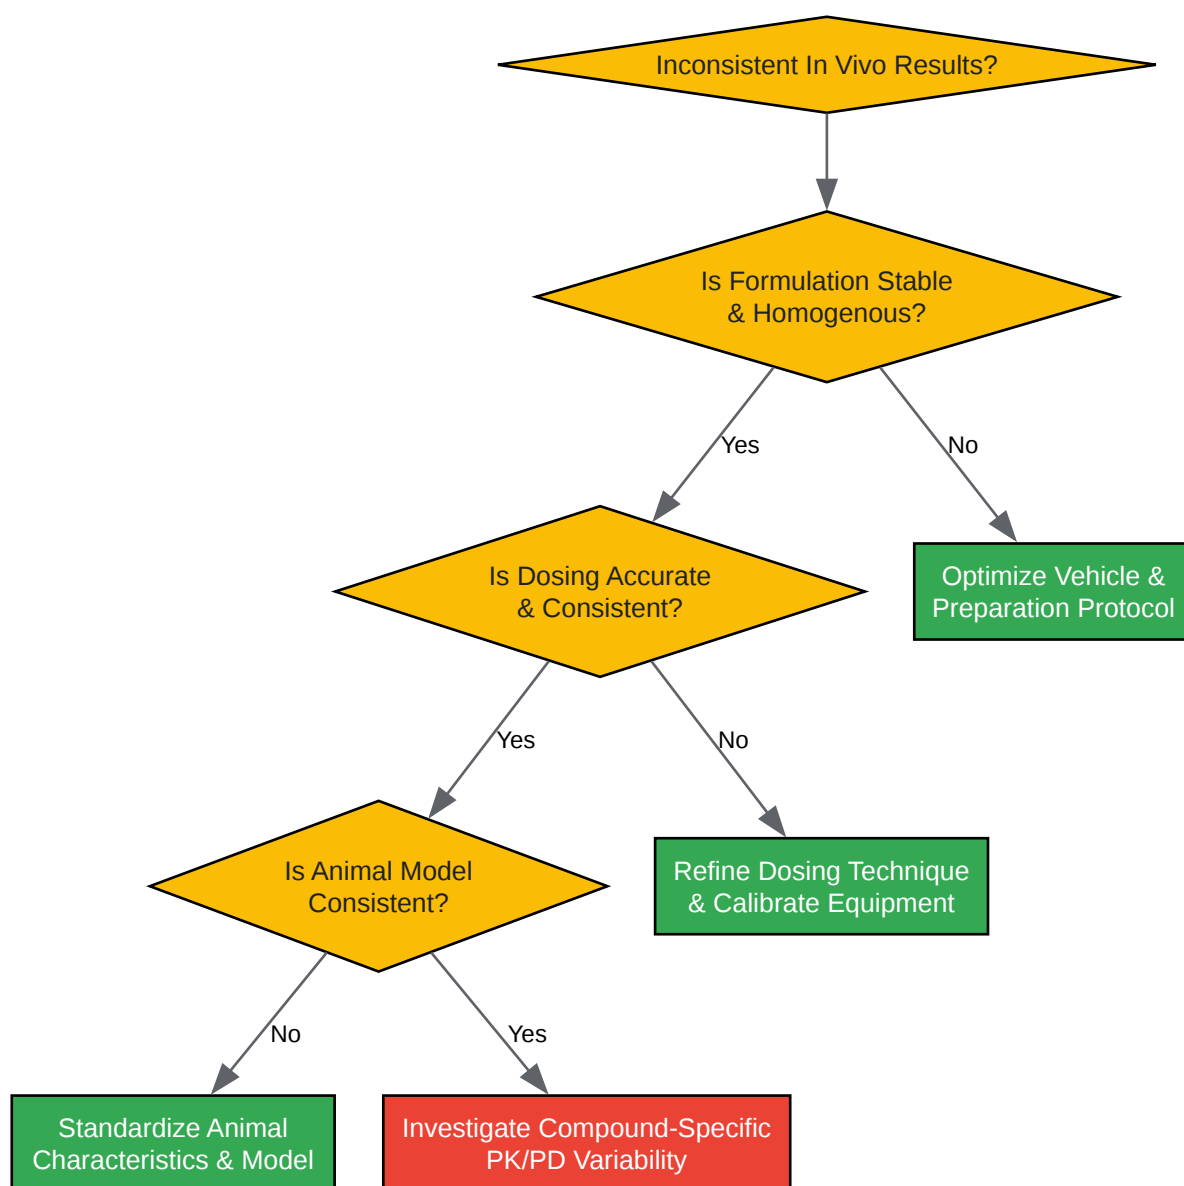 Inconsistent In Vivo Results?
Is Formulation Stable
& Homogenous?
Yes
No
Is Dosing Accurate
& Consistent?
Optimize Vehicle &
Preparation Protocol
Yes
No
Is Animal Model
Consistent?
Refine Dosing Technique
& Calibrate Equipment
No
Yes
Standardize Animal
Characteristics & Model
Investigate Compound-Specific
PK/PD Variability